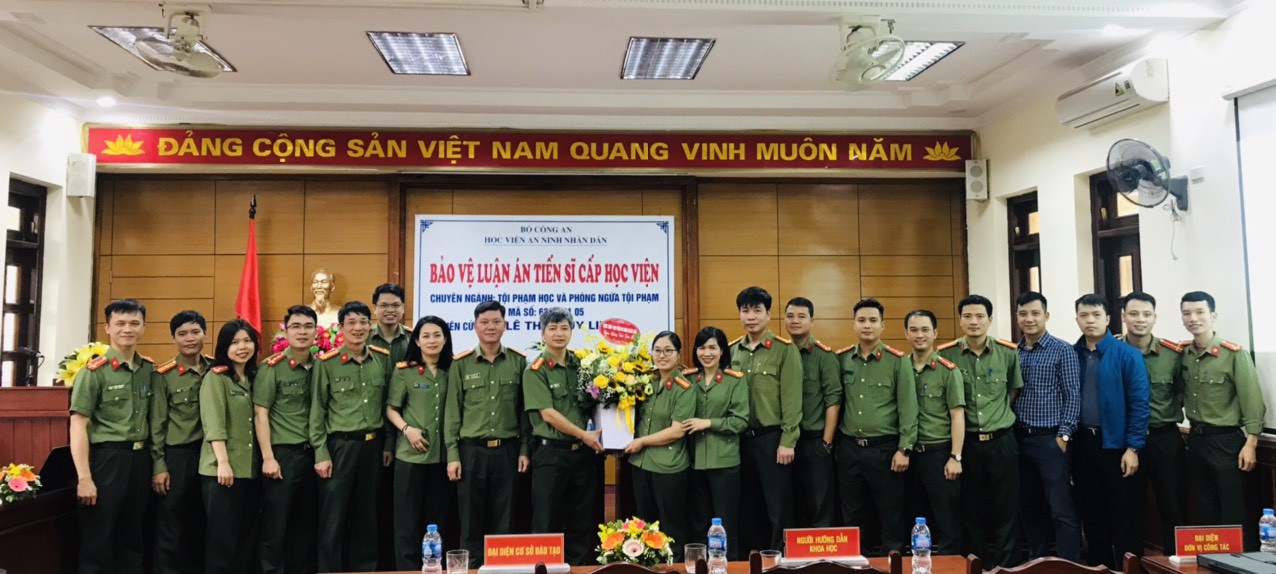 ĐẢNG CỘNG SẢN VIỆT NAM QUANG VINH MUÔN NĂM
BỘ CÔNG AN
HỌC VIỆN AN NINH NHÂN DÂN
BẢO VỆ LUẬN ÁN TIẾN SĨ CẤP HỌC VIỆN
CHUYÊN NGÀNH: TỘI PHẠM HỌC VÀ PHÒNG NGỪA TỘI PHẠM
MÃ SỐ: 05
LÊ
ĐẠI DIỆN CƠ SỞ ĐÀO TẠO
NGƯỜI HƯỚNG DẪN
KHOA HỌC
ĐẠI DIỆN
ĐƠN VỊ CÔNG TÁC